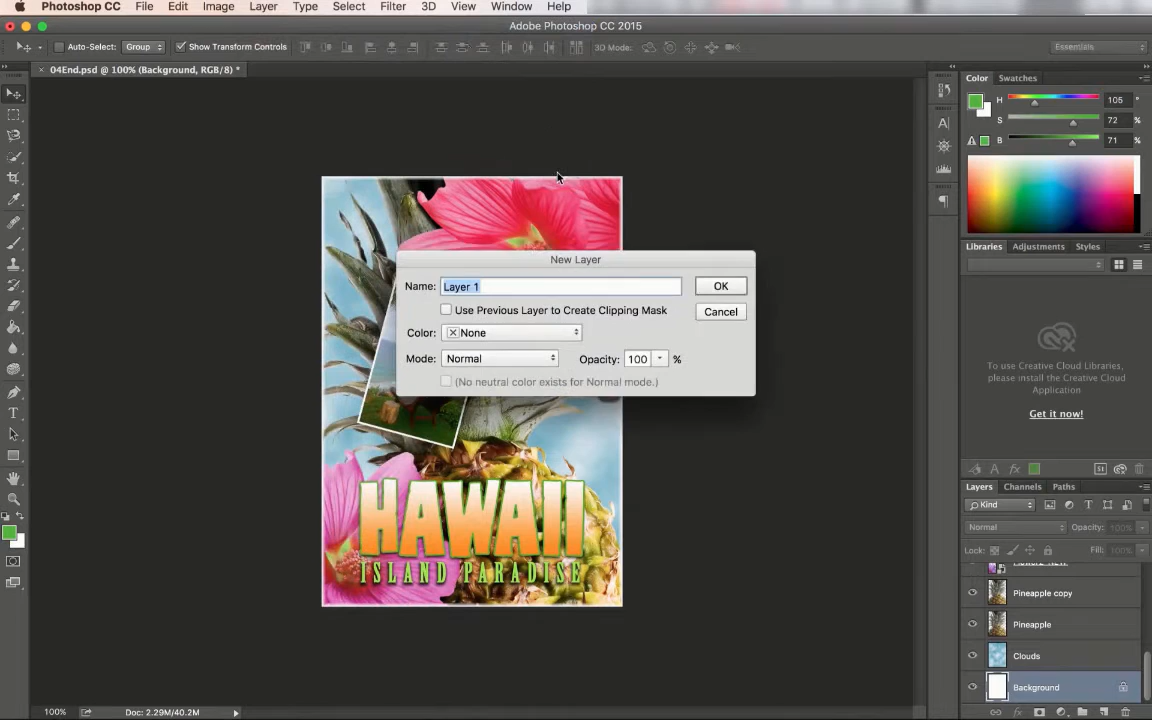 Photoshop CC File Edit Image Layer Type Select Filter 3D View Window Help
Adobe Photoshop CC 2015
Auto-Select: Group Show Transform Controls 3D Mode: Essentials
04End.psd @ 100% (Background, RGB/8) *
Color Swatches
H 105 °
S 72 %
B 71 %
Libraries Adjustments Styles
New Layer
Name: Layer 1 OK
Use Previous Layer to Create Clipping Mask Cancel
Color: None
Mode: Normal Opacity: 100 %
(No neutral color exists for Normal mode.)
To use Creative Cloud Libraries,
please install the Creative Cloud
Application
Get it now!
HAWAII
ISLAND PARADISE
Layers Channels Paths
Kind
Normal Opacity: 100%
Lock: Fill: 100%
Pineapple copy
Pineapple
Clouds
Background
100% Doc: 2.29M/40.2M